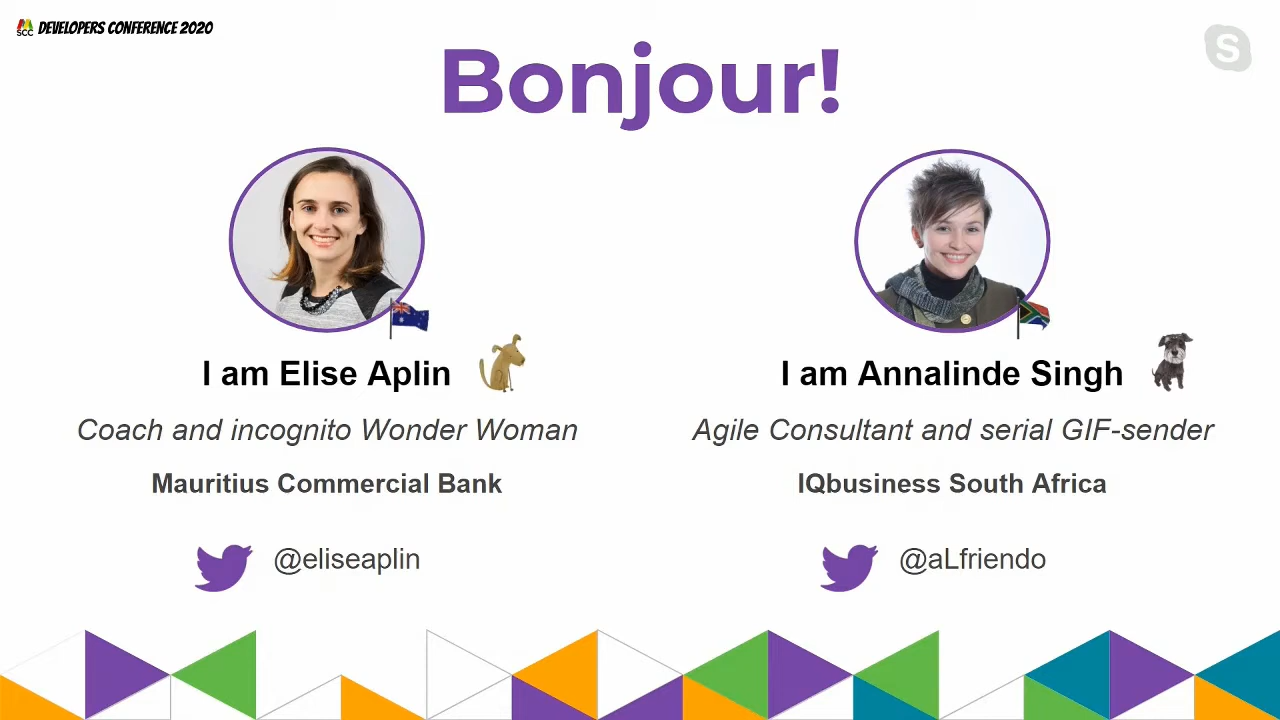 SCC DEVELOPERS CONFERENCE 2020
S
Bonjour!
I am Elise Aplin
Coach and incognito Wonder Woman
Mauritius Commercial Bank
@eliseaplin
I am Annalinde Singh
Agile Consultant and serial GIF-sender
IQbusiness South Africa
@aLfriendo